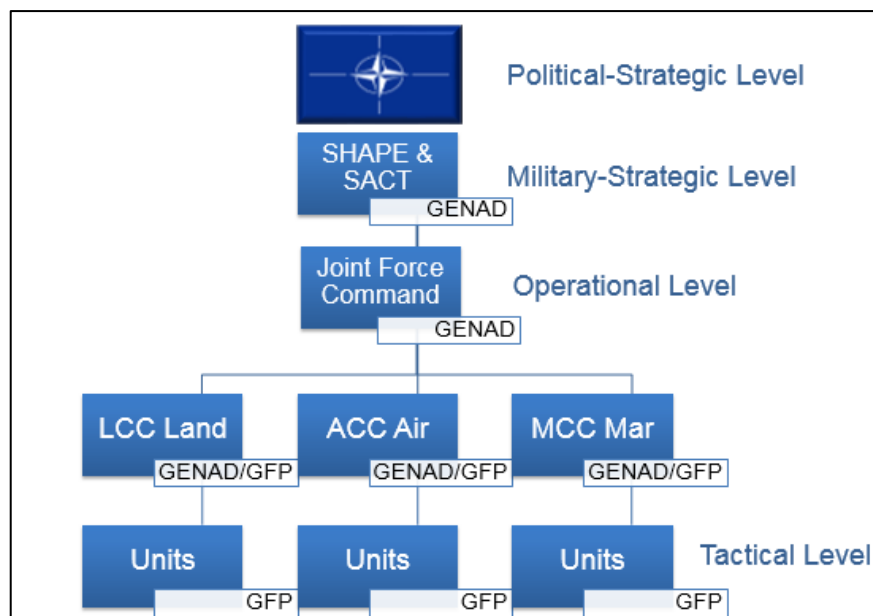 Political-Strategic Level
SHAPE &
SACT
Military-Strategic Level
GENAD
Joint Force
Command
Operational Level
GENAD
LCC Land
ACC Air
MCC Mar
GENAD/GFP
GENAD/GFP
GENAD/GFP
Units
Units
Units
Tactical Level
GFP
GFP
GFP